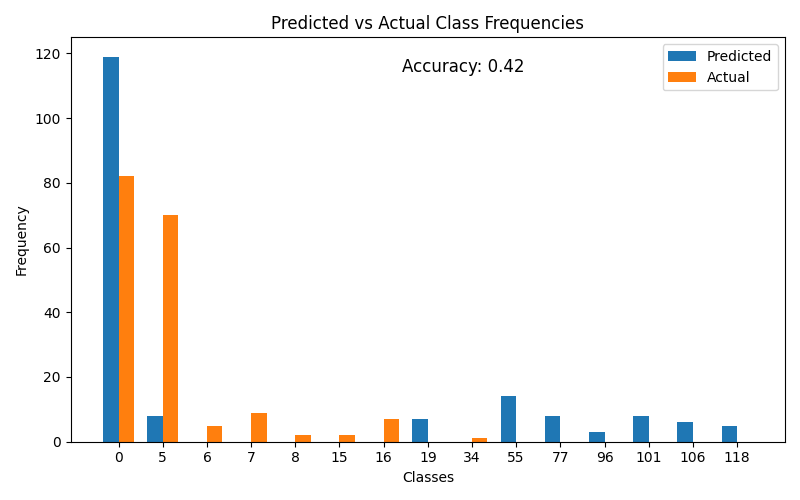 Predicted vs Actual Class Frequencies
Accuracy: 0.42
Predicted
Actual
Frequency
120
100
80
60
40
20
0
0 5 6 7 8 15 16 19 34 55 77 96 101 106 118
Classes